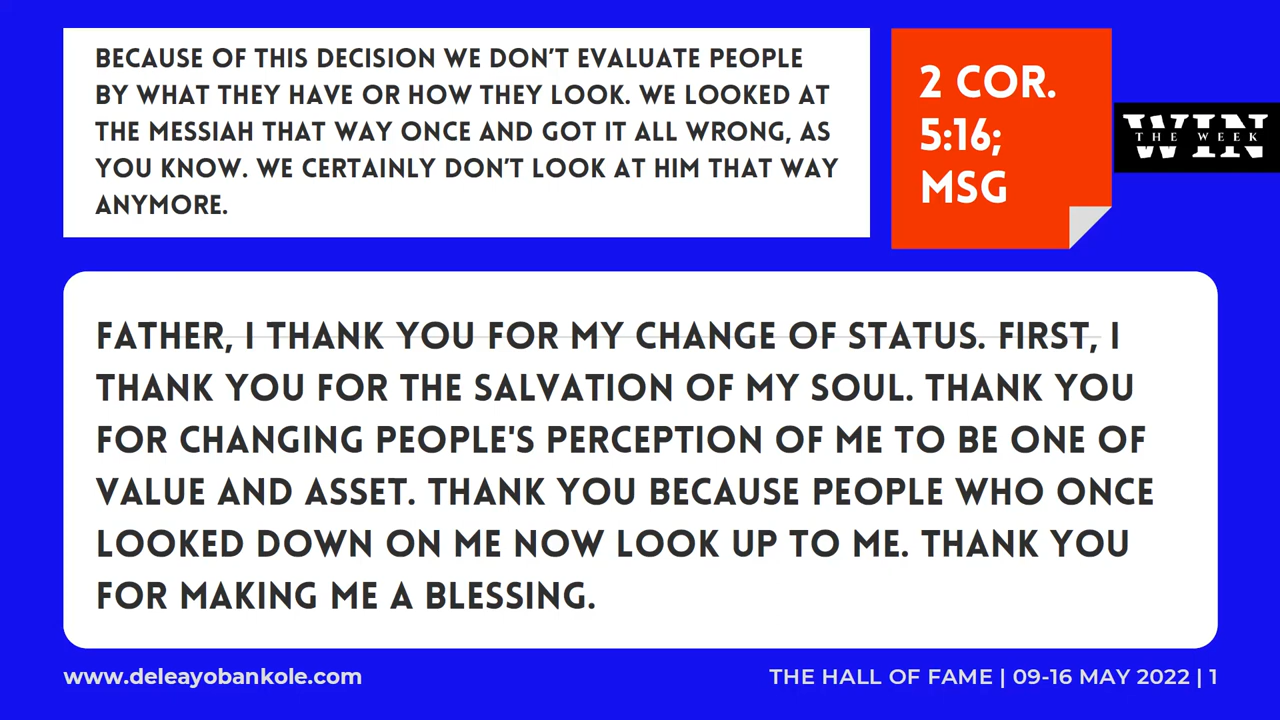 BECAUSE OF THIS DECISION WE DON'T EVALUATE PEOPLE
BY WHAT THEY HAVE OR HOW THEY LOOK. WE LOOKED AT
THE MESSIAH THAT WAY ONCE AND GOT IT ALL WRONG, AS
YOU KNOW. WE CERTAINLY DON'T LOOK AT HIM THAT WAY
ANYMORE.
2 COR.
5:16;
MSG
WIN
THE WEEK
FATHER, I THANK YOU FOR MY CHANGE OF STATUS. FIRST, I
THANK YOU FOR THE SALVATION OF MY SOUL. THANK YOU
FOR CHANGING PEOPLE'S PERCEPTION OF ME TO BE ONE OF
VALUE AND ASSET. THANK YOU BECAUSE PEOPLE WHO ONCE
LOOKED DOWN ON ME NOW LOOK UP TO ME. THANK YOU
FOR MAKING ME A BLESSING.
www.deleayobankole.com
THE HALL OF FAME | 09-16 MAY 2022 | 1